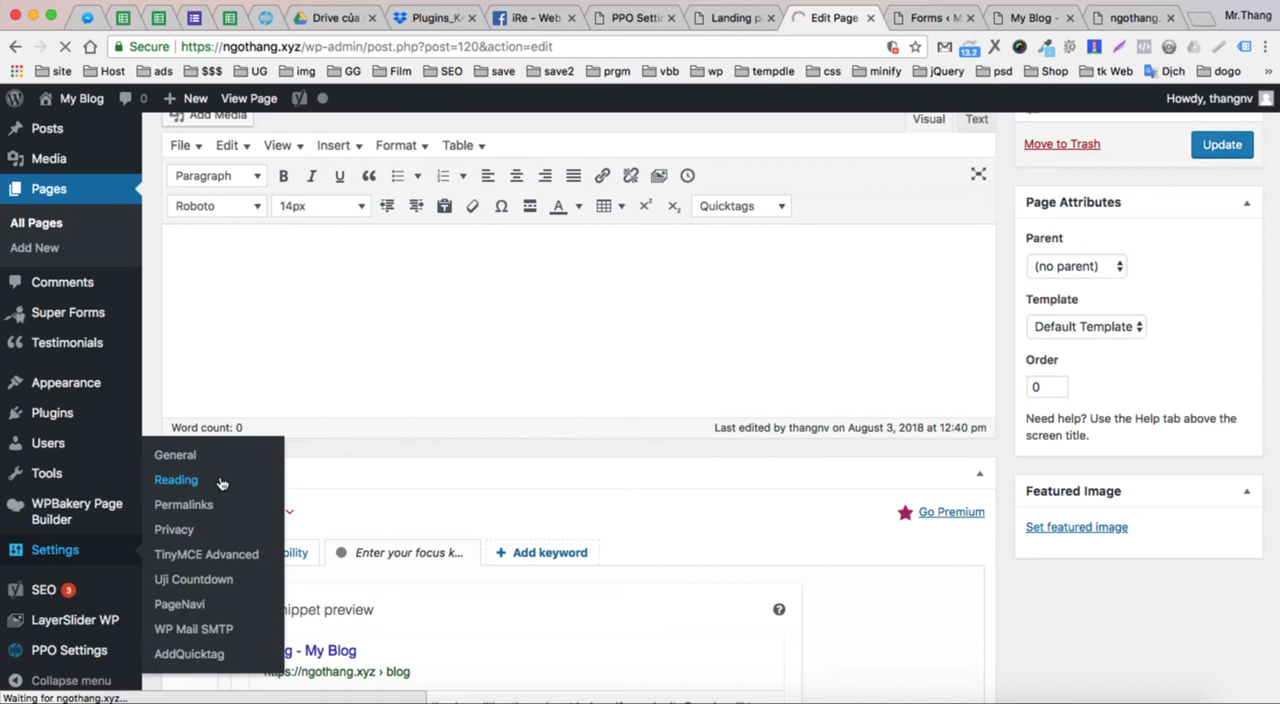 Drive của
Plugins_K
iRe - Web
PPO Setti
Landing p
Edit Page
Forms ‹ M
My Blog -
ngothang.
Mr.Thang
Secure
https://ngothang.xyz/wp-admin/post.php?post=120&action=edit
13.2
site
Host
ads
$$$
UG
img
GG
Film
SEO
save
save2
prgm
vbb
wp
tempdle
css
minify
jQuery
psd
Shop
tk Web
Dịch
dogo
»
My Blog
0
New
View Page
Howdy, thangnv
Posts
Media
Pages
All Pages
Add New
Comments
Super Forms
Testimonials
Appearance
Plugins
Users
Tools
WPBakery Page
Builder
Settings
SEO 3
LayerSlider WP
PPO Settings
Collapse menu
Waiting for ngothang.xyz...
General
Reading
Permalinks
Privacy
TinyMCE Advanced
Uji Countdown
PageNavi
WP Mail SMTP
AddQuicktag
Add Media
Visual
Text
File
Edit
View
Insert
Format
Table
Paragraph
Roboto
14px
Quicktags
Word count: 0
Last edited by thangnv on August 3, 2018 at 12:40 pm
Go Premium
bility
Enter your focus k...
+ Add keyword
nippet preview
g - My Blog
https://ngothang.xyz › blog
Move to Trash
Update
Page Attributes
Parent
(no parent)
Template
Default Template
Order
0
Need help? Use the Help tab above the
screen title.
Featured Image
Set featured image